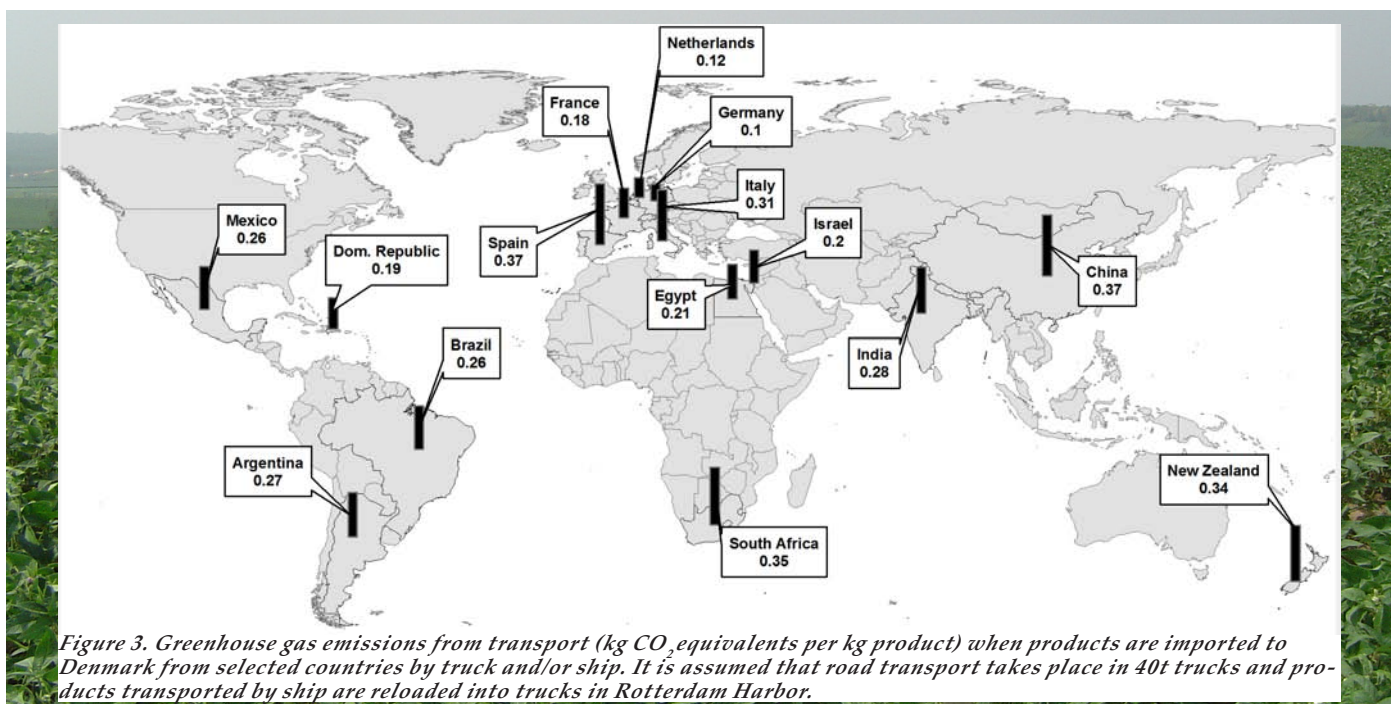 Netherlands
0.12
France
0.18
Germany
0.1
Italy
0.31
Mexico
0.26
Dom. Republic
0.19
Spain
0.37
Israel
0.2
Egypt
0.21
China
0.37
India
0.28
Brazil
0.26
Argentina
0.27
New Zealand
0.34
South Africa
0.35
Figure 3. Greenhouse gas emissions from transport (kg CO2 equivalents per kg product) when products are imported to
Denmark from selected countries by truck and/or ship. It is assumed that road transport takes place in 40t trucks and pro-
ducts transported by ship are reloaded into trucks in Rotterdam Harbor.